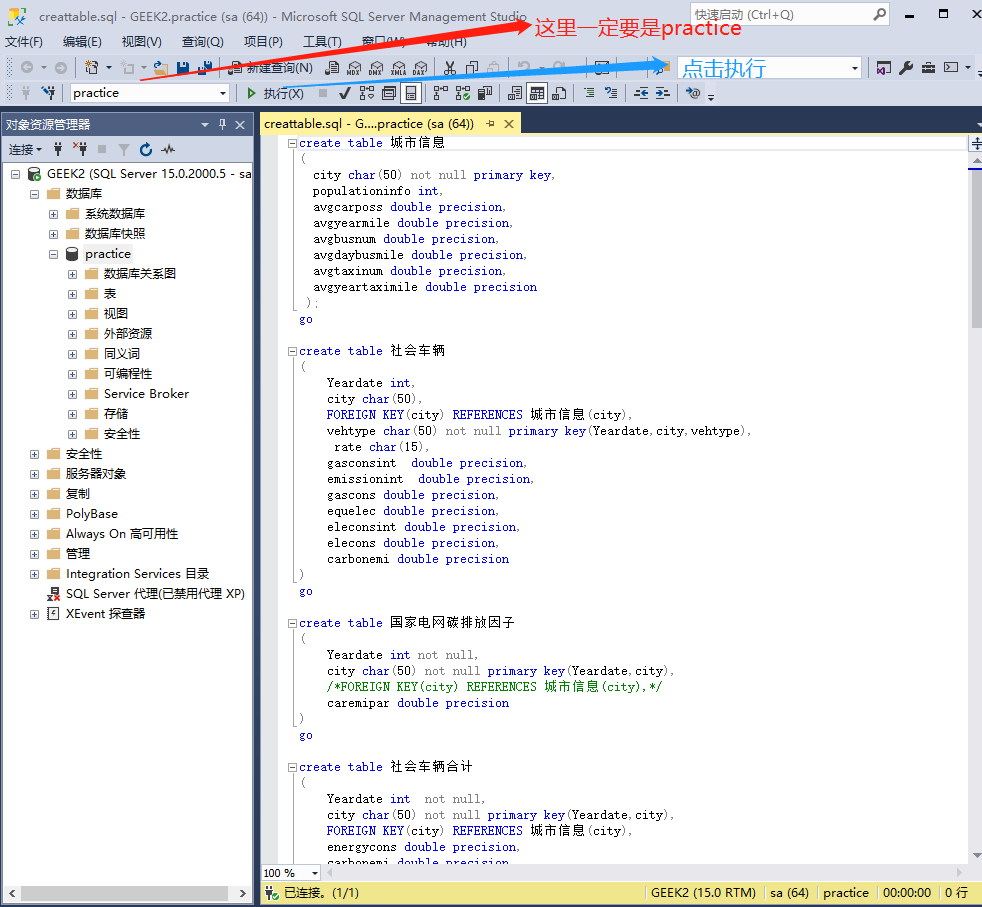 creattable.sql - GEEK2.practice (sa (64)) - Microsoft SQL Server Management Studio
快速启动 (Ctrl+Q)
这里一定要是practice
文件(F) 编辑(E) 视图(V) 查询(Q) 项目(P) 工具(T) 窗口(W) 帮助(H)
新建查询(N) MDX DMX XMLA DAX
点击执行
practice 执行(X)
对象资源管理器
creattable.sql - G....practice (sa (64))
连接
GEEK2 (SQL Server 15.0.2000.5 - sa
数据库
系统数据库
数据库快照
practice
数据库关系图
表
视图
外部资源
同义词
可编程性
Service Broker
存储
安全性
安全性
服务器对象
复制
PolyBase
Always On 高可用性
管理
Integration Services 目录
SQL Server 代理(已禁用代理 XP)
XEvent 探查器
create table 城市信息
(
city char(50) not null primary key,
populationinfo int,
avgcarposs double precision,
avgyearmile double precision,
avgbusnum double precision,
avgdaybusmile double precision,
avgtaxinum double precision,
avgyeartaximile double precision
);
go
create table 社会车辆
(
Yeardate int,
city char(50),
FOREIGN KEY(city) REFERENCES 城市信息(city),
vehtype char(50) not null primary key(Yeardate,city,vehtype),
rate char(15),
gasconsint double precision,
emissionint double precision,
gascons double precision,
equelec double precision,
eleconsint double precision,
elecons double precision,
carbonemi double precision
)
go
create table 国家电网碳排放因子
(
Yeardate int not null,
city char(50) not null primary key(Yeardate,city),
/*FOREIGN KEY(city) REFERENCES 城市信息(city),*/
caremipar double precision
)
go
create table 社会车辆合计
(
Yeardate int not null,
city char(50) not null primary key(Yeardate,city),
FOREIGN KEY(city) REFERENCES 城市信息(city),
energycons double precision,
carbonemi double precision
100 %
已连接。(1/1) GEEK2 (15.0 RTM) sa (64) practice 00:00:00 0 行